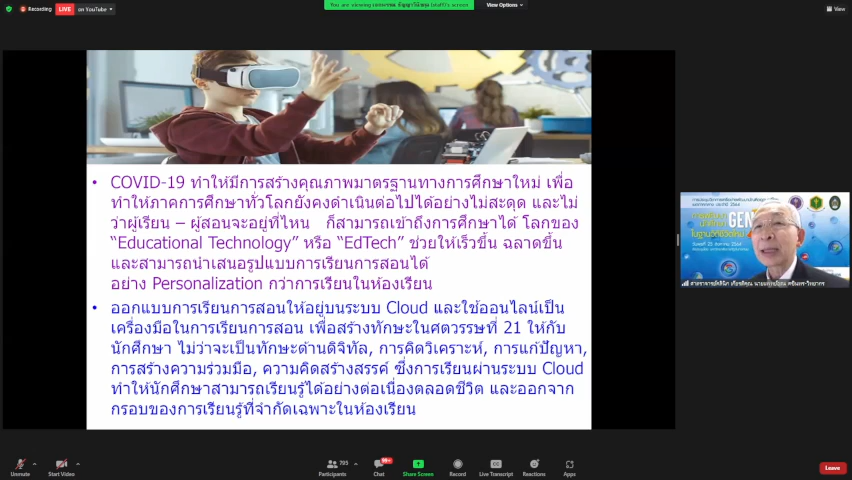 Recording
LIVE
on YouTube
You are viewing
screen
View Options
View
• COVID-19 ทำให้มีการสร้างคุณภาพมาตรฐานทางการศึกษาใหม่ เพื่อ
ทำให้ภาคการศึกษาทั่วโลกยังคงดำเนินต่อไปได้อย่างไม่สะดุด และไม่
ว่าผู้เรียน – ผู้สอนจะอยู่ที่ไหน ก็สามารถเข้าถึงการศึกษาได้ โลกของ
"Educational Technology" หรือ "EdTech" ช่วยให้เร็วขึ้น ฉลาดขึ้น
และสามารถนำเสนอรูปแบบการเรียนการสอนได้
อย่าง Personalization กว่าการเรียนในห้องเรียน
• ออกแบบการเรียนการสอนให้อยู่บนระบบ Cloud และใช้ออนไลน์เป็น
เครื่องมือในการเรียนการสอน เพื่อสร้างทักษะในศตวรรษที่ 21 ให้กับ
นักศึกษา ไม่ว่าจะเป็นทักษะด้านดิจิทัล, การคิดวิเคราะห์, การแก้ปัญหา,
การสร้างความร่วมมือ, ความคิดสร้างสรรค์ ซึ่งการเรียนผ่านระบบ Cloud
ทำให้นักศึกษาสามารถเรียนรู้ได้อย่างต่อเนื่องตลอดชีวิต และออกจาก
กรอบของการเรียนรู้ที่จำกัดเฉพาะในห้องเรียน
GEN
Unmute
Start Video
Participants
795
Chat
99+
Share Screen
Record
Live Transcript
Reactions
Apps
Leave